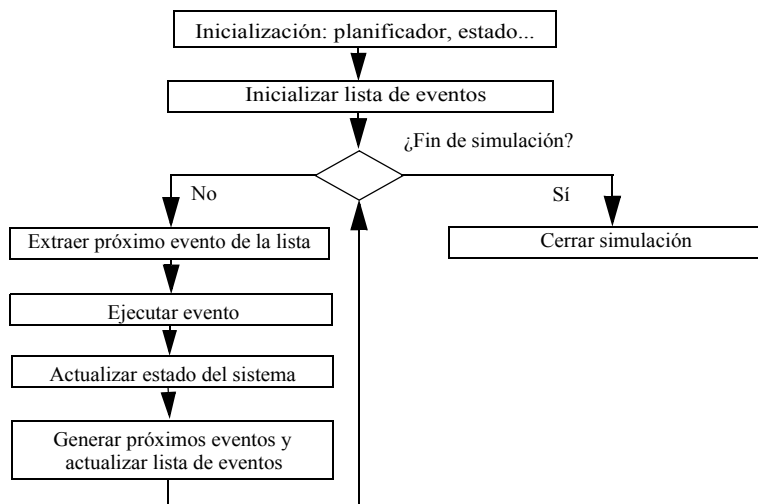 Inicialización: planificador, estado...
Inicializar lista de eventos
¿Fin de simulación?
No
Sí
Extraer próximo evento de la lista
Cerrar simulación
Ejecutar evento
Actualizar estado del sistema
Generar próximos eventos y
actualizar lista de eventos